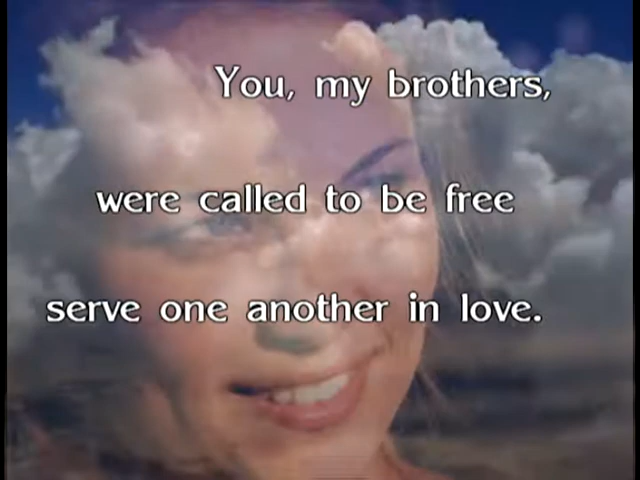 You, my brothers,
were called to be free
serve one another in love.